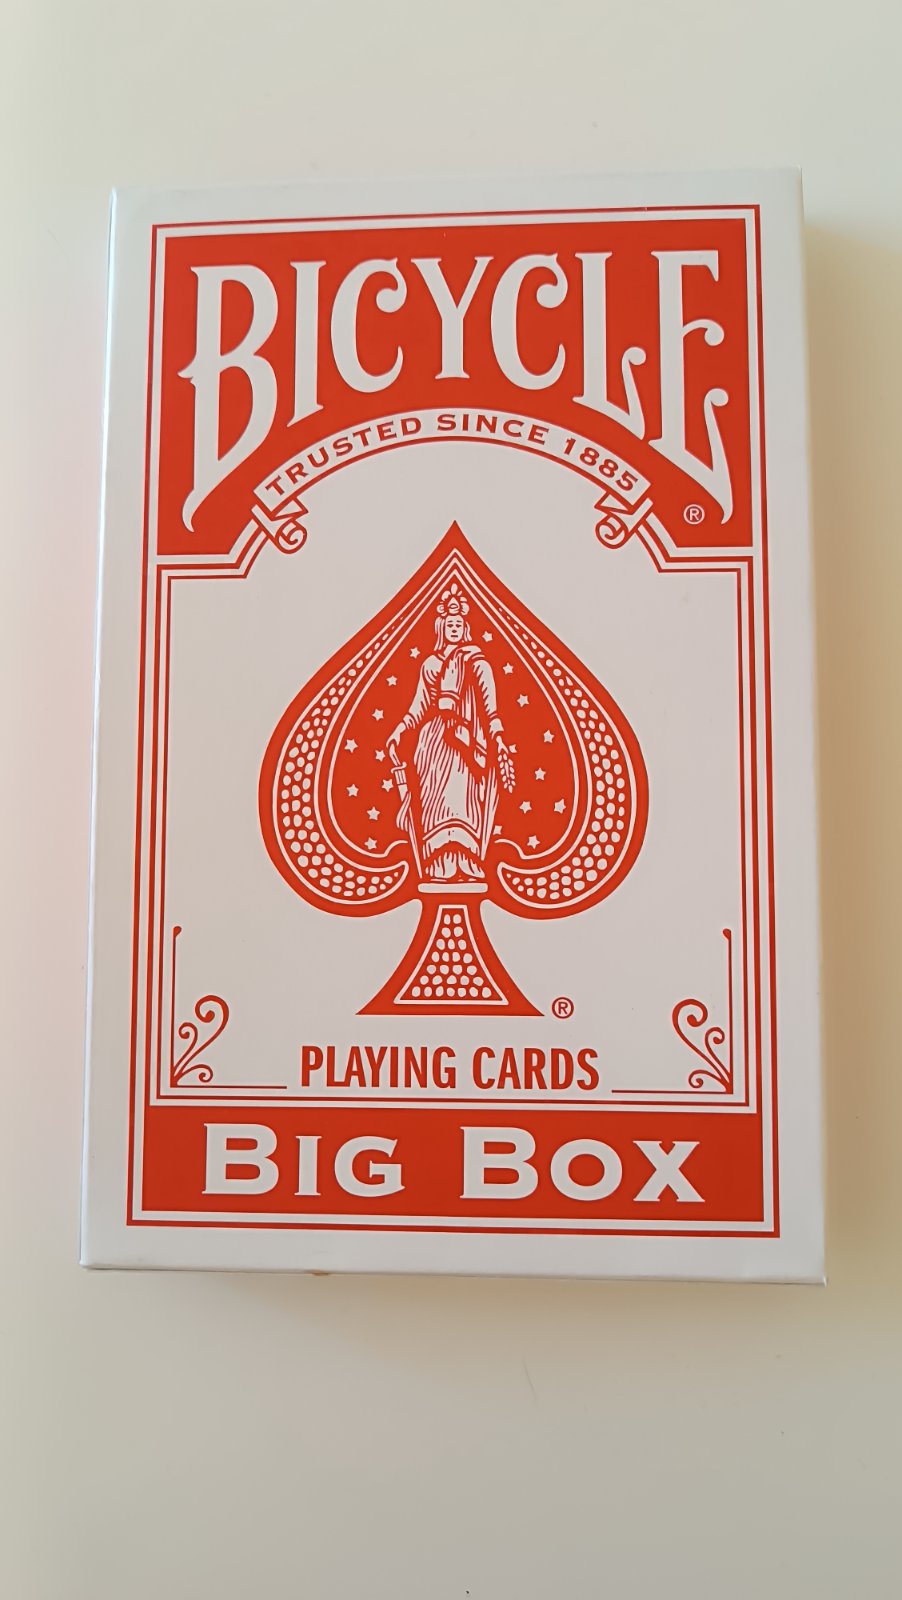 BICYCLE
TRUSTED SINCE 1885
®
®
PLAYING CARDS
BIG BOX